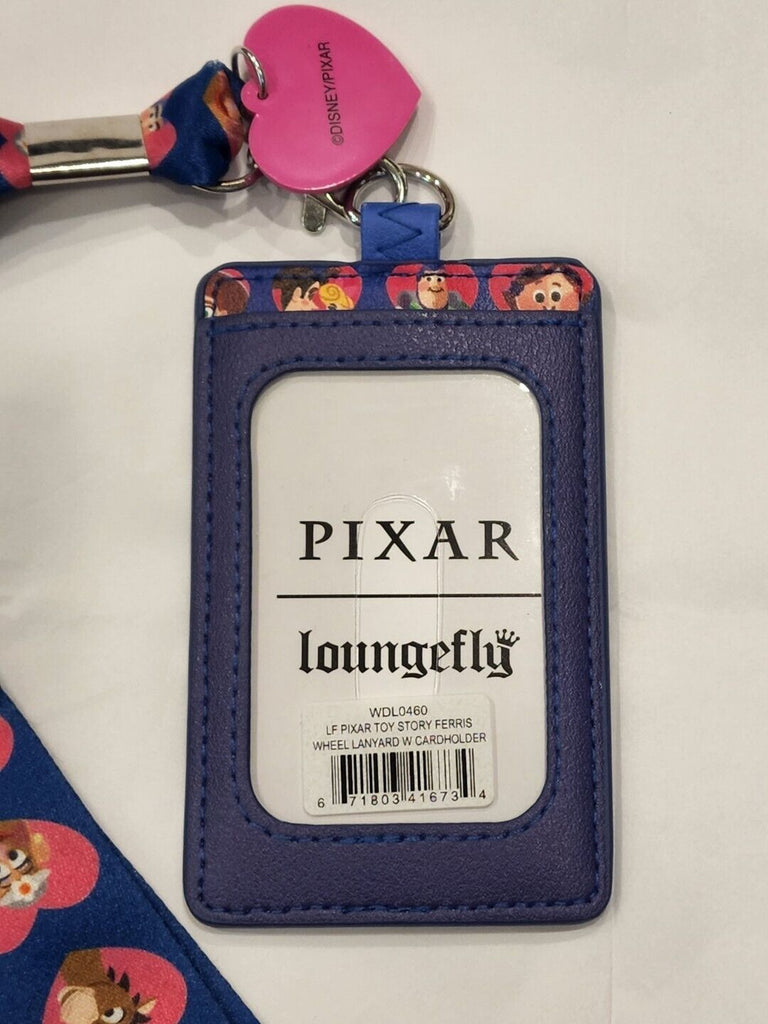 ©DISNEY/PIXAR
PIXAR
loungefly
WDL0460
LF PIXAR TOY STORY FERRIS
WHEEL LANYARD W CARDHOLDER
6 71803 41673 4